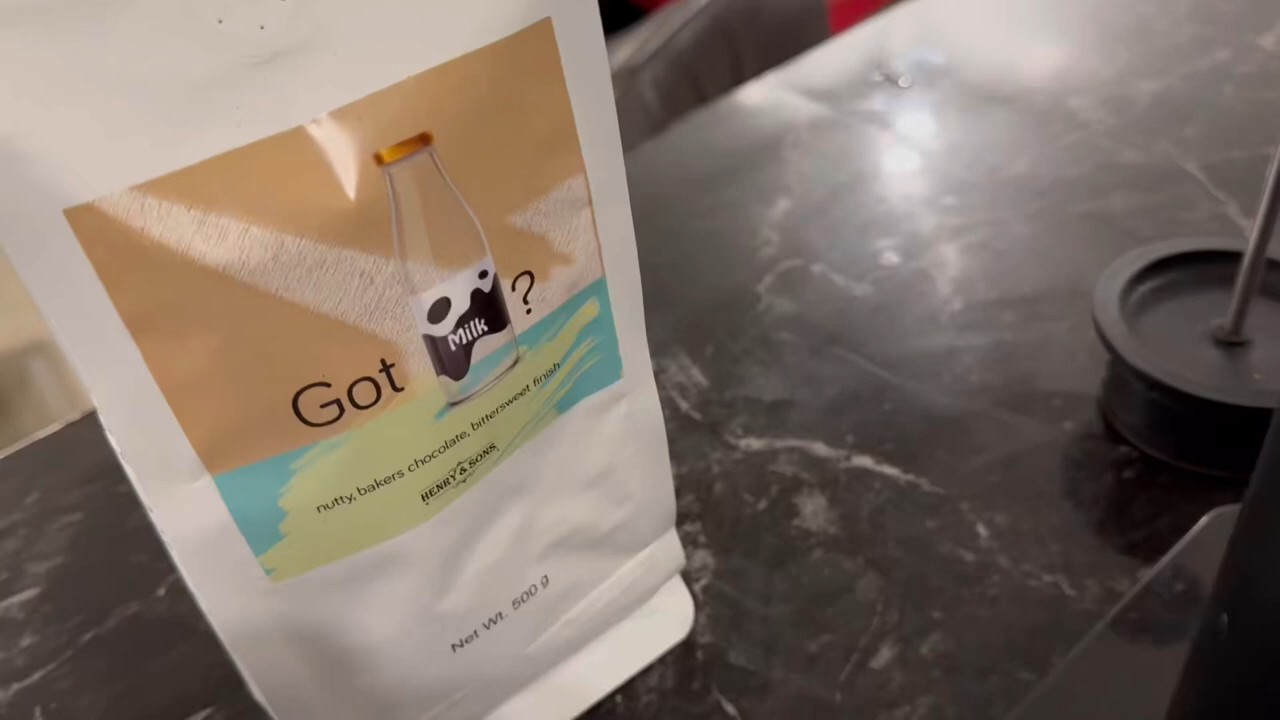 Got Milk ?
nutty, bakers chocolate, bittersweet finish
HENRY & SONS
Net Wt. 500 g